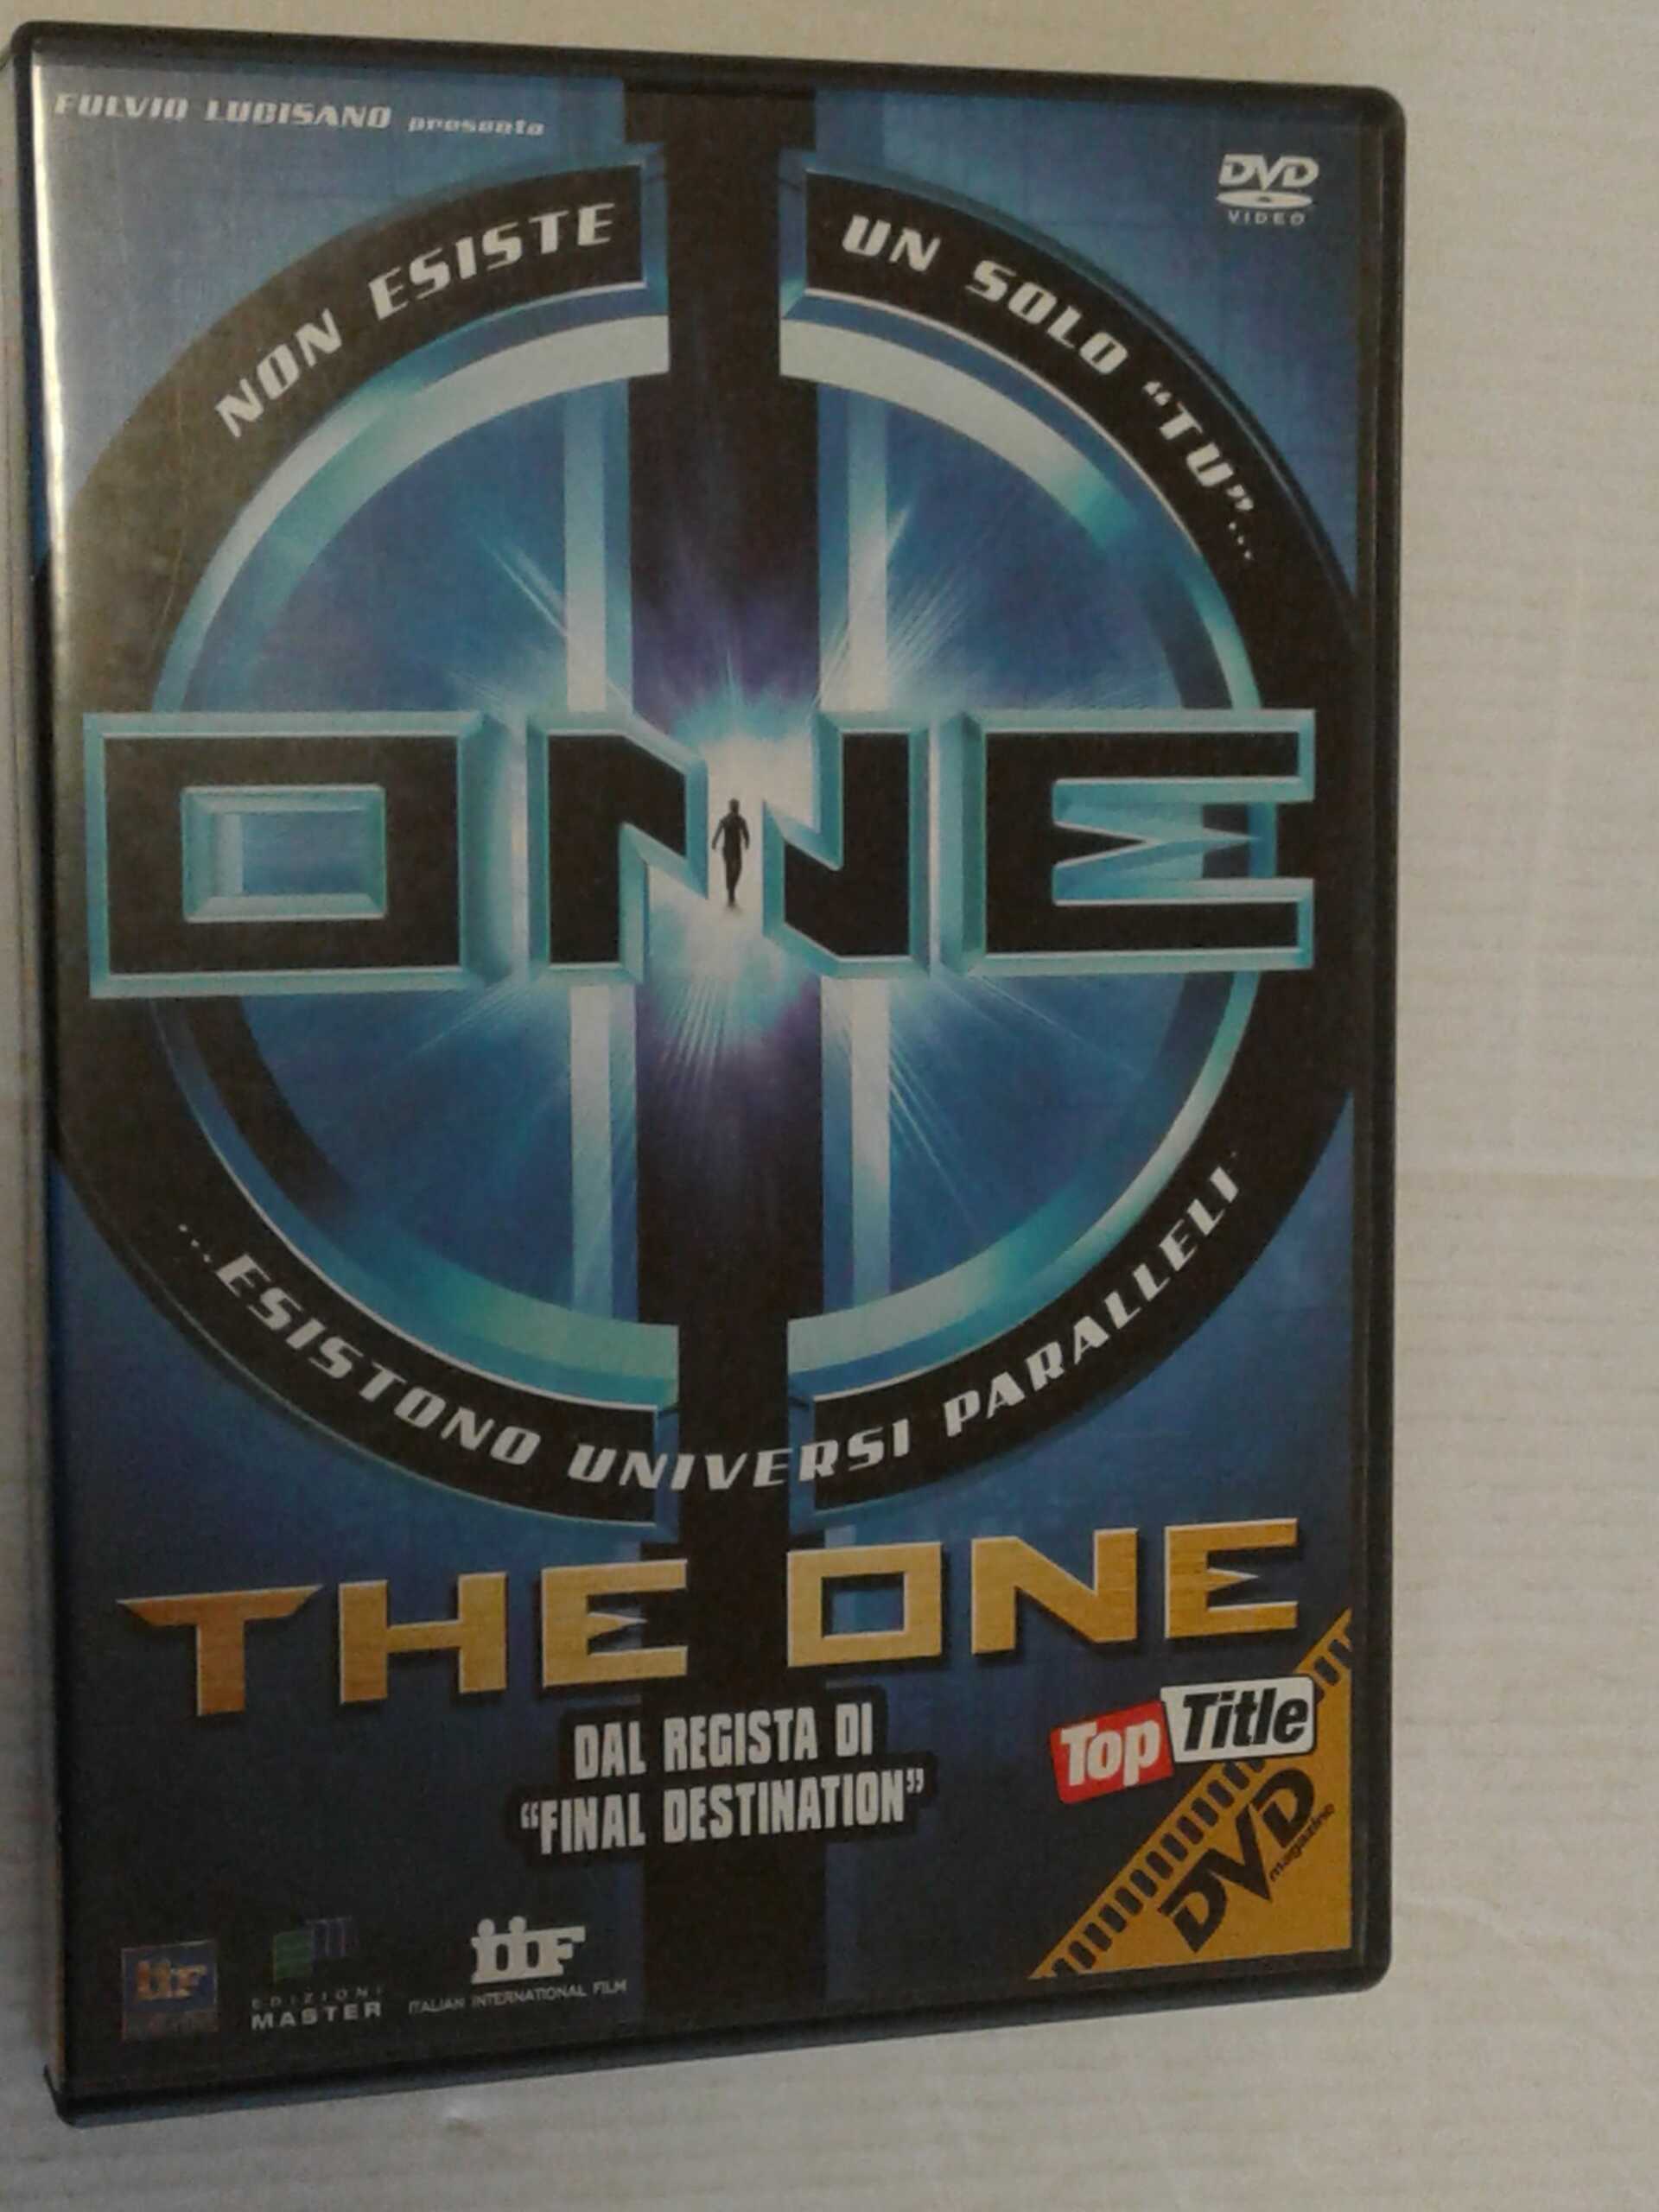 FULVIO LUCISANO presenta
DVD
VIDEO
NON ESISTE
UN SOLO "TU"...
ONE
...ESISTONO UNIVERSI PARALLELI
THE ONE
DAL REGISTA DI
"FINAL DESTINATION"
Top Title
DVD
magazine
iif
EDIZIONI
MASTER
iif
ITALIAN INTERNATIONAL FILM